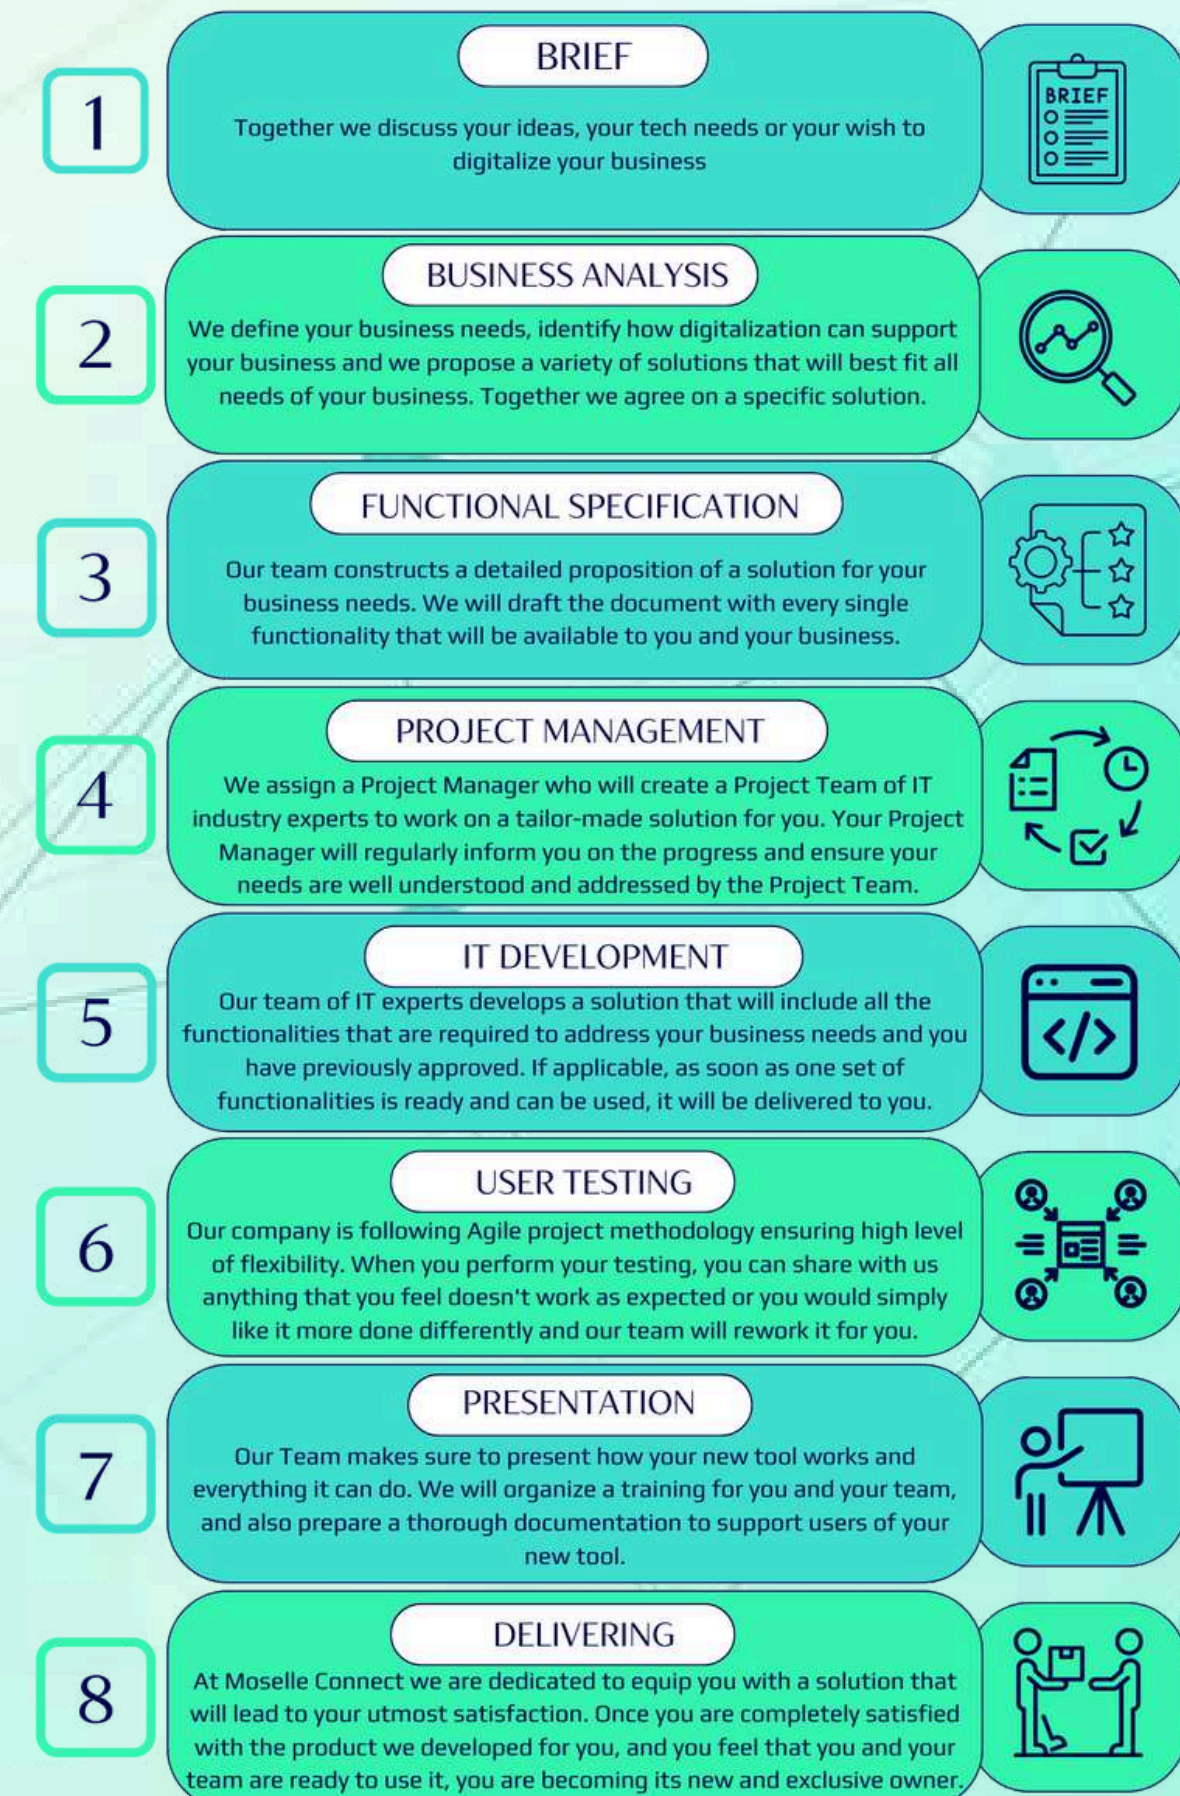 1
BRIEF
Together we discuss your ideas, your tech needs or your wish to
digitalize your business
BRIEF
2
BUSINESS ANALYSIS
We define your business needs, identify how digitalization can support
your business and we propose a variety of solutions that will best fit all
needs of your business. Together we agree on a specific solution.
3
FUNCTIONAL SPECIFICATION
Our team constructs a detailed proposition of a solution for your
business needs. We will draft the document with every single
functionality that will be available to you and your business.
4
PROJECT MANAGEMENT
We assign a Project Manager who will create a Project Team of IT
industry experts to work on a tailor-made solution for you. Your Project
Manager will regularly inform you on the progress and ensure your
needs are well understood and addressed by the Project Team.
5
IT DEVELOPMENT
Our team of IT experts develops a solution that will include all the
functionalities that are required to address your business needs and you
have previously approved. If applicable, as soon as one set of
functionalities is ready and can be used, it will be delivered to you.
</>
6
USER TESTING
Our company is following Agile project methodology ensuring high level
of flexibility. When you perform your testing, you can share with us
anything that you feel doesn't work as expected or you would simply
like it more done differently and our team will rework it for you.
7
PRESENTATION
Our Team makes sure to present how your new tool works and
everything it can do. We will organize a training for you and your team,
and also prepare a thorough documentation to support users of your
new tool.
8
DELIVERING
At Moselle Connect we are dedicated to equip you with a solution that
will lead to your utmost satisfaction. Once you are completely satisfied
with the product we developed for you, and you feel that you and your
team are ready to use it, you are becoming its new and exclusive owner.